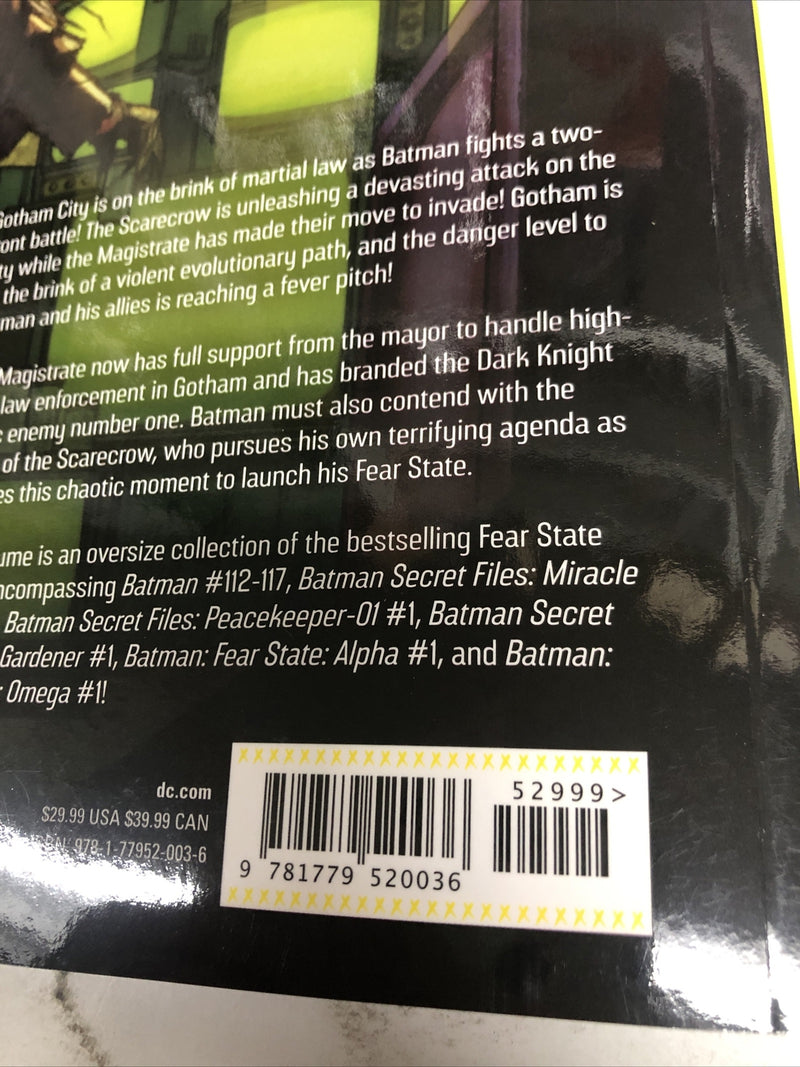 Gotham City is on the brink of martial law as Batman fights a two-
ont battle! The Scarecrow is unleashing a devasting attack on the
ty while the Magistrate has made their move to invade! Gotham is
the brink of a violent evolutionary path, and the danger level to
man and his allies is reaching a fever pitch!
Magistrate now has full support from the mayor to handle high-
law enforcement in Gotham and has branded the Dark Knight
enemy number one. Batman must also contend with the
of the Scarecrow, who pursues his own terrifying agenda as
es this chaotic moment to launch his Fear State.
ume is an oversize collection of the bestselling Fear State
ncompassing Batman #112-117, Batman Secret Files: Miracle
Batman Secret Files: Peacekeeper-01 #1, Batman Secret
Gardener #1, Batman: Fear State: Alpha #1, and Batman:
Omega #1!
dc.com
$29.99 USA $39.99 CAN
978-1-77952-003-6
52999>
9 781779 520036